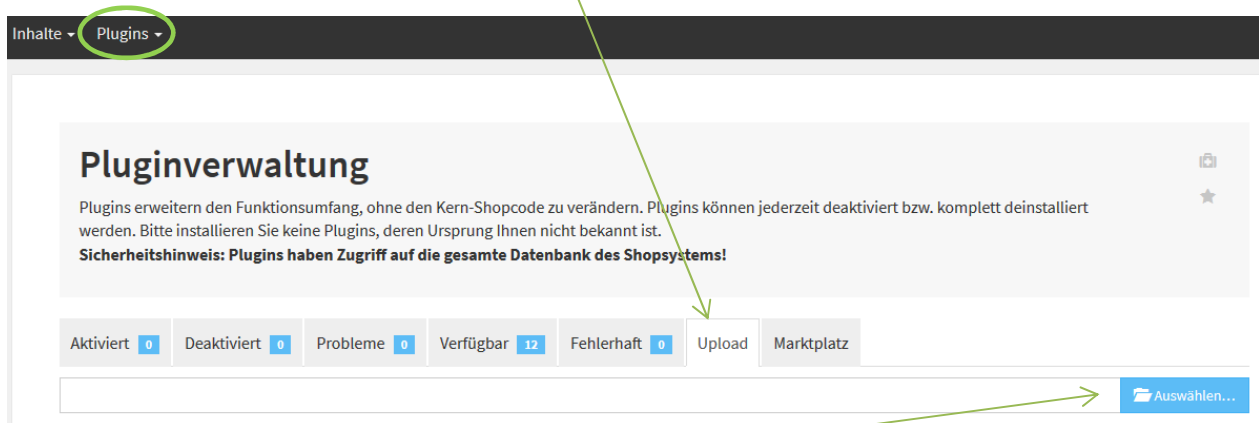 Inhalte Plugins
Pluginverwaltung
Plugins erweitern den Funktionsumfang, ohne den Kern-Shopcode zu verändern. Plugins können jederzeit deaktiviert bzw. komplett deinstalliert
werden. Bitte installieren Sie keine Plugins, deren Ursprung Ihnen nicht bekannt ist.
Sicherheitshinweis: Plugins haben Zugriff auf die gesamte Datenbank des Shopsystems!
Aktiviert 0 Deaktiviert 0 Probleme 0 Verfügbar 12 Fehlerhaft 0 Upload Marktplatz
Auswählen...